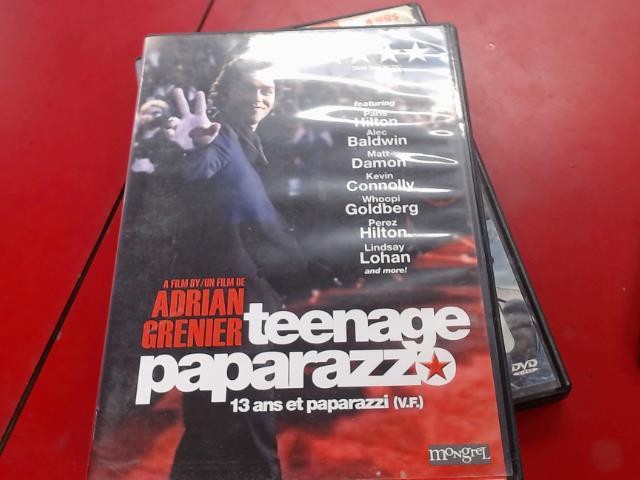 featuring
Paris
Hilton
Alec
Baldwin
Matt
Damon
Kevin
Connolly
Whoopi
Goldberg
Perez
Hilton
Lindsay
Lohan
and more!
A FILM BY/UN FILM DE
ADRIAN
GRENIER
teenage
paparazzo
13 ans et paparazzi (V.F.)
mongrel
DVD
VIDEO